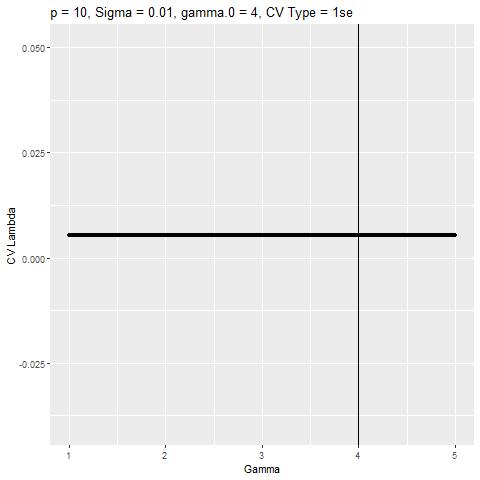 p = 10, Sigma = 0.01, gamma.0 = 4, CV Type = 1se
0.050
0.025
0.000
-0.025
CV Lambda
1 2 3 4 5
Gamma